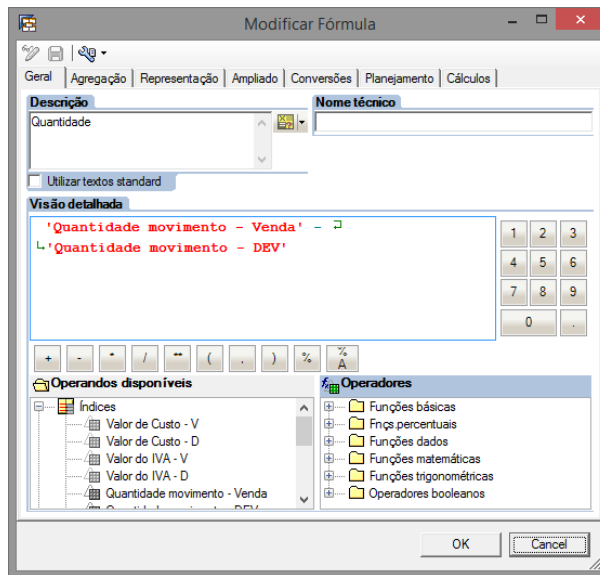 Modificar Fórmula
Geral Agregação Representação Ampliado Conversões Planejamento Cálculos
Descrição Nome técnico
Quantidade
Utilizar textos standard
Visão detalhada
'Quantidade movimento - Venda' -
'Quantidade movimento - DEV'
1 2 3
4 5 6
7 8 9
0 .
+ - * / ** ( , ) % %A
Operandos disponíveis Operadores
Índices Funções básicas
Valor de Custo - V Fnçs.percentuais
Valor de Custo - D Funções dados
Valor do IVA - V Funções matemáticas
Valor do IVA - D Funções trigonométricas
Quantidade movimento - Venda Operadores booleanos
OK Cancel